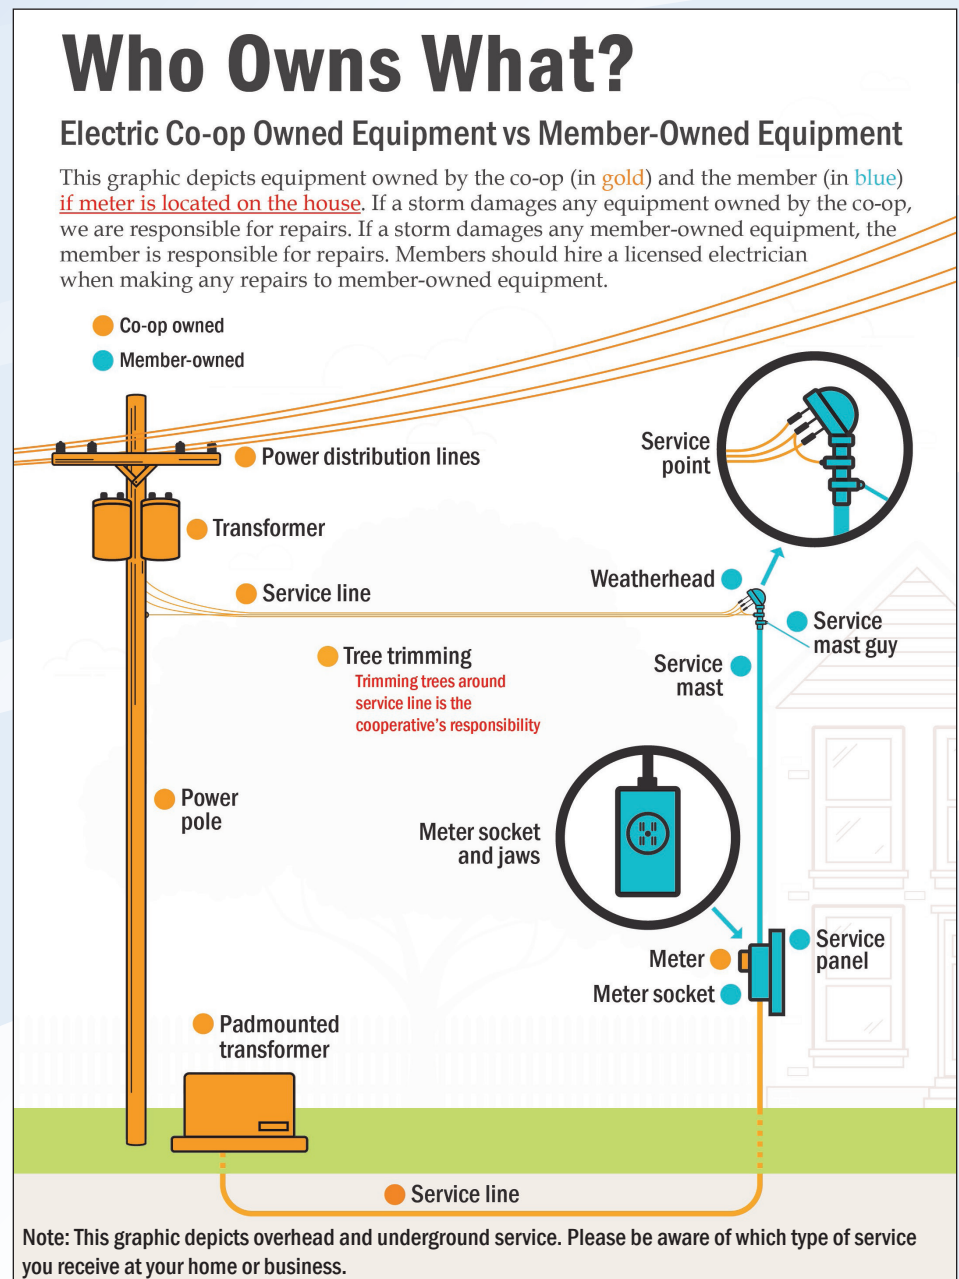 Who Owns What?
Electric Co-op Owned Equipment vs Member-Owned Equipment
This graphic depicts equipment owned by the co-op (in gold) and the member (in blue)
if meter is located on the house. If a storm damages any equipment owned by the co-op,
we are responsible for repairs. If a storm damages any member-owned equipment, the
member is responsible for repairs. Members should hire a licensed electrician
when making any repairs to member-owned equipment.
Co-op owned
Member-owned
Power distribution lines
Service
point
Transformer
Weatherhead
Service line
Service
mast guy
Tree trimming
Trimming trees around
service line is the
cooperative's responsibility
Service
mast
Power
pole
Meter socket
and jaws
Service
panel
Meter
Meter socket
Padmounted
transformer
Service line
Note: This graphic depicts overhead and underground service. Please be aware of which type of service
you receive at your home or business.